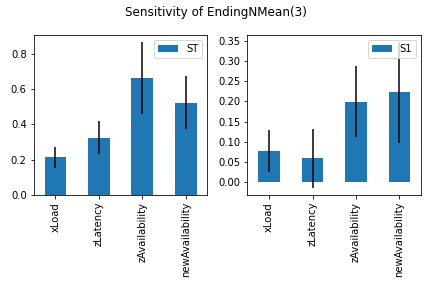 Sensitivity of EndingNMean(3)
ST
0.8
0.6
0.4
0.2
0.0
xLoad
zLatency
zAvailability
newAvailability
S1
0.35
0.30
0.25
0.20
0.15
0.10
0.05
0.00
xLoad
zLatency
zAvailability
newAvailability